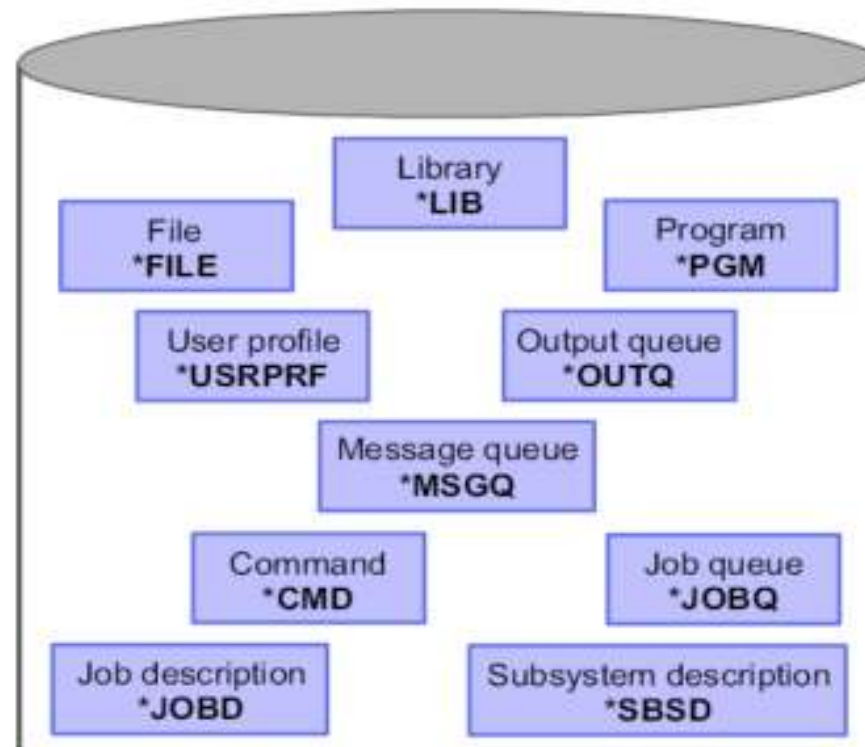 Library
*LIB
File
*FILE
Program
*PGM
User profile
*USRPRF
Output queue
*OUTQ
Message queue
*MSGQ
Command
*CMD
Job queue
*JOBQ
Job description
*JOBD
Subsystem description
*SBSD